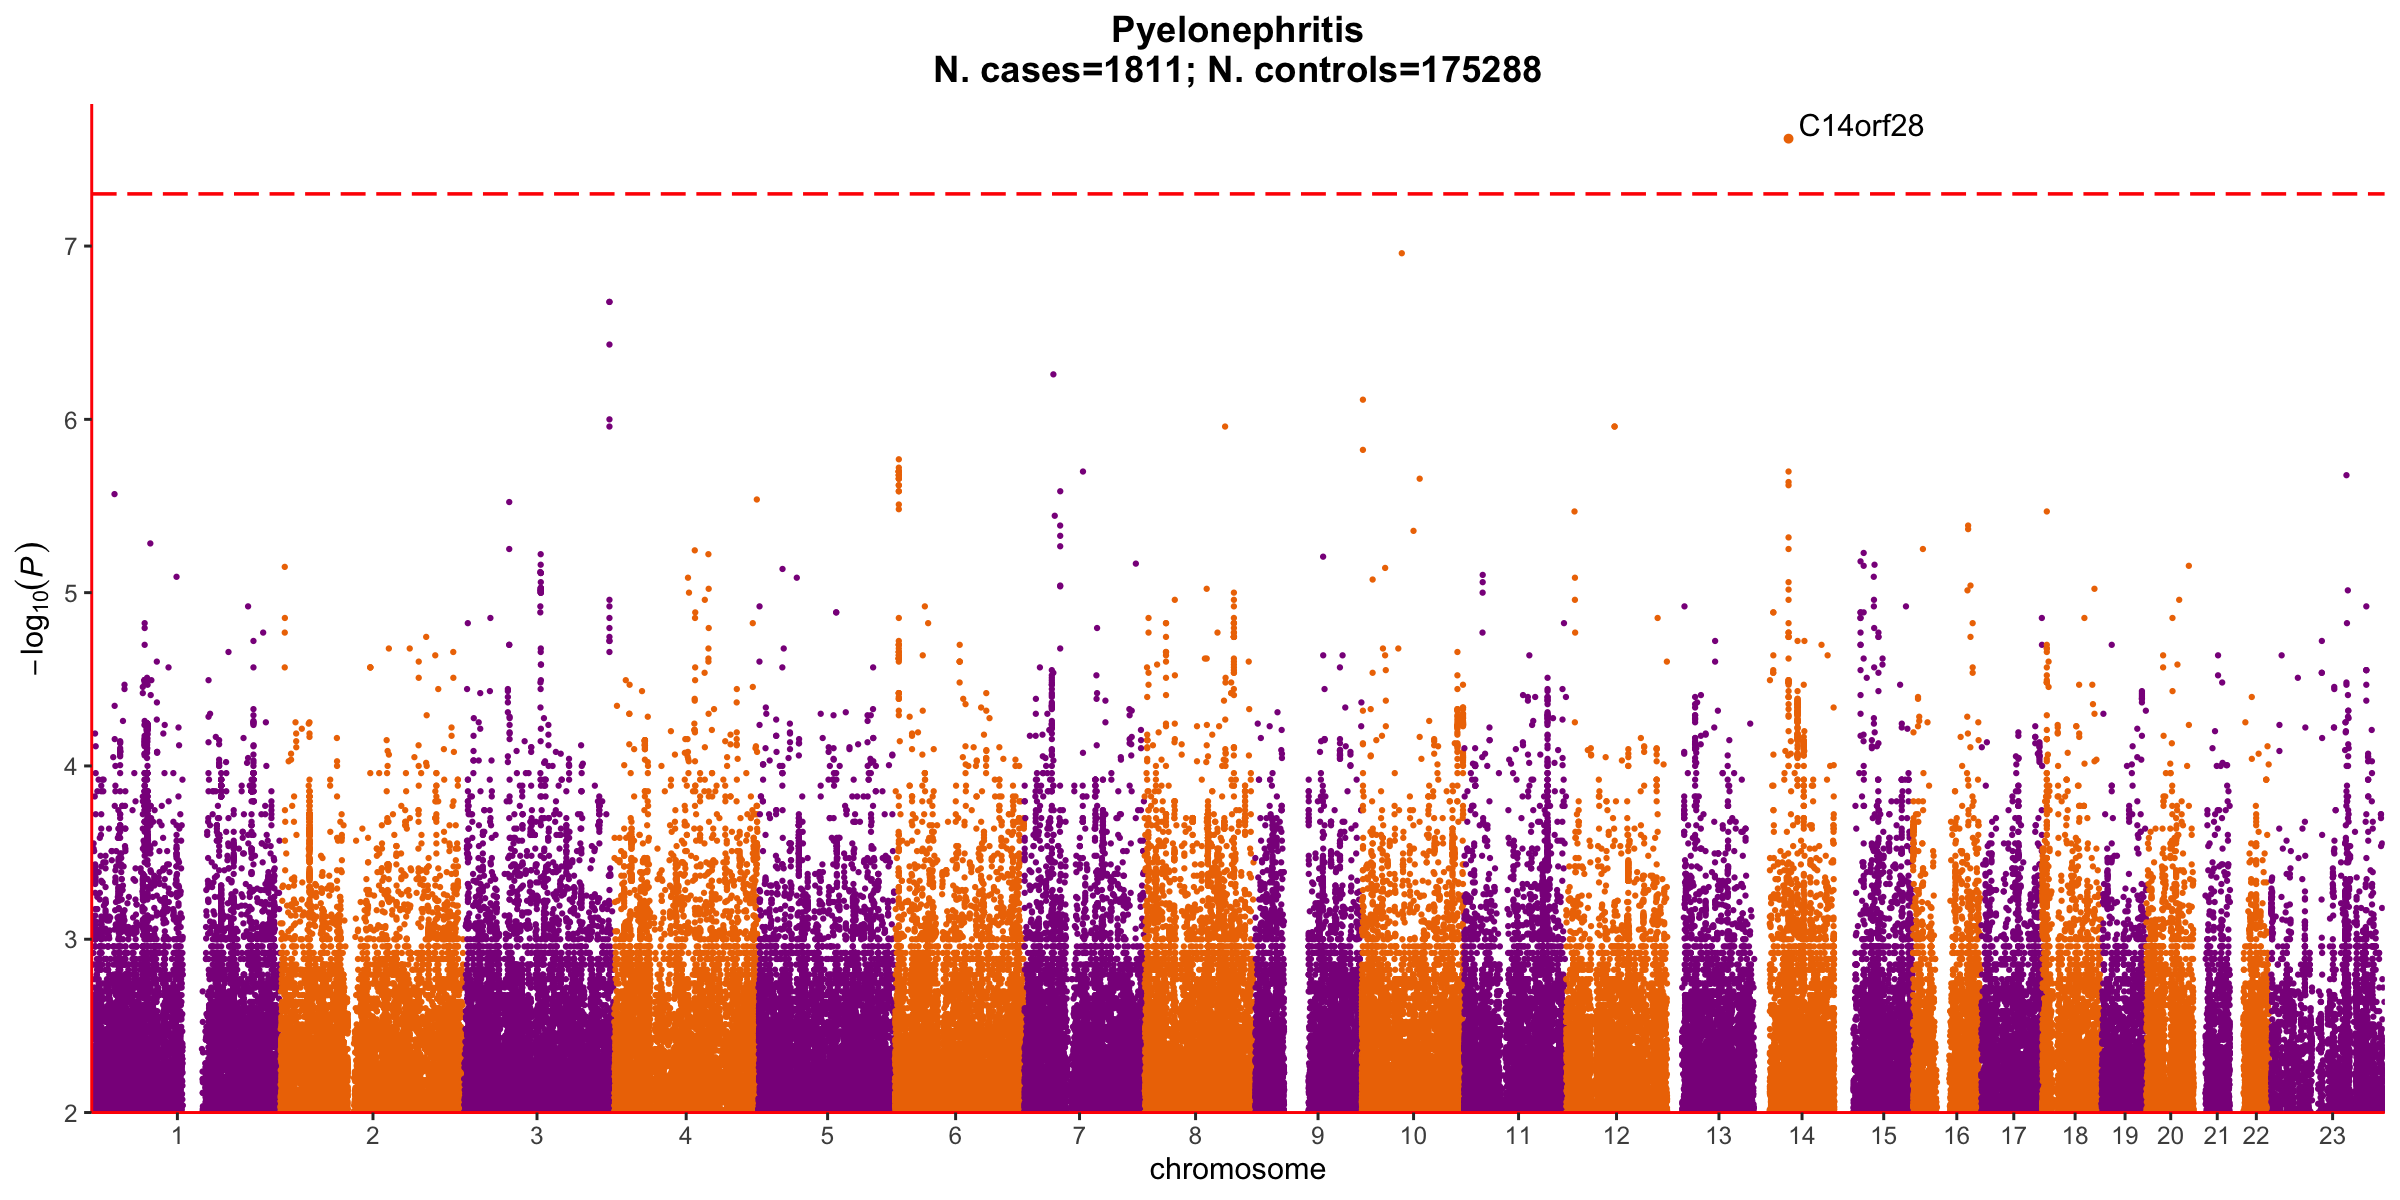 Pyelonephritis
N. cases=1811; N. controls=175288
C14orf28
7
6
5
4
3
2
−log10(P)
1 2 3 4 5 6 7 8 9 10 11 12 13 14 15 16 17 18 19 20 21 22 23
chromosome